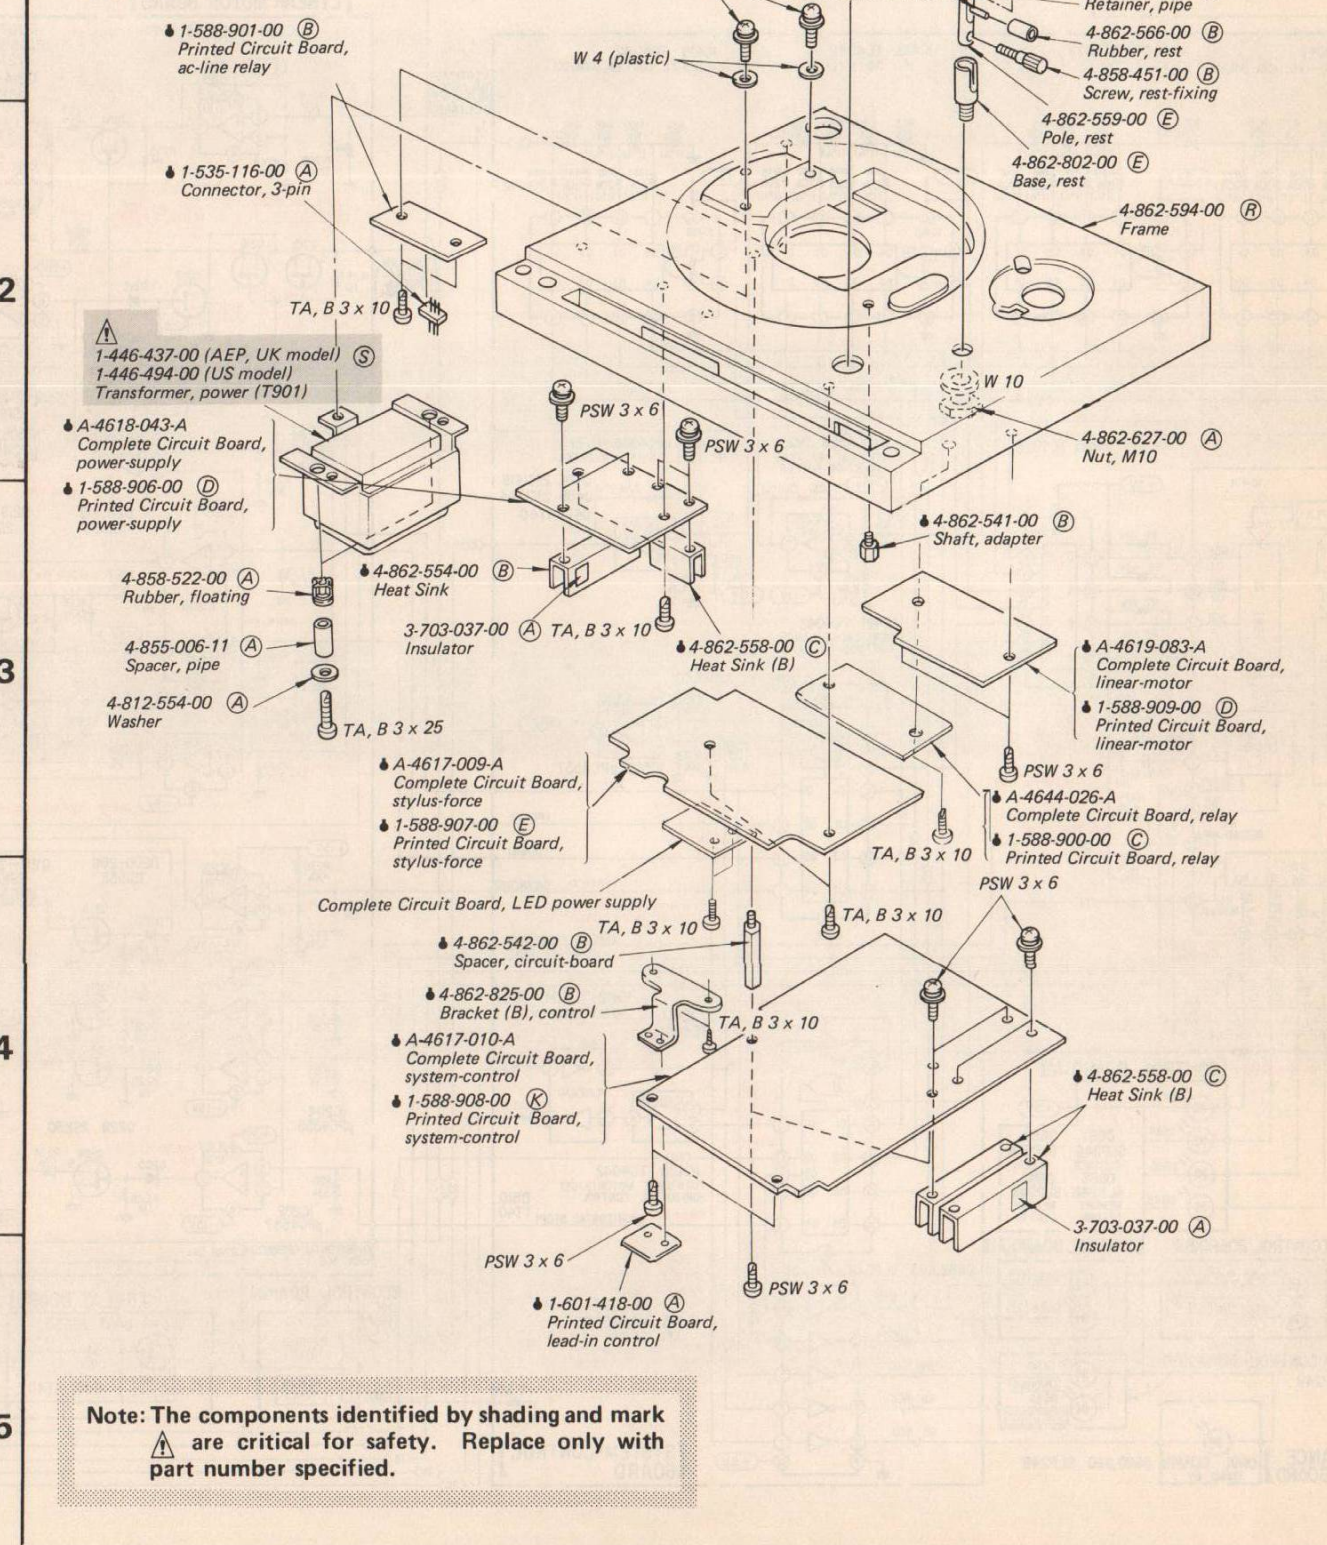 Retainer, pipe
1-588-901-00 (B)
Printed Circuit Board,
ac-line relay
W 4 (plastic)
4-862-566-00 (B)
Rubber, rest
4-858-451-00 (B)
Screw, rest-fixing
4-862-559-00 (E)
Pole, rest
4-862-802-00 (E)
Base, rest
1-535-116-00 (A)
Connector, 3-pin
4-862-594-00 (R)
Frame
2
TA, B 3 x 10
1-446-437-00 (AEP, UK model) (S)
1-446-494-00 (US model)
Transformer, power (T901)
PSW 3 x 6
W 10
A-4618-043-A
Complete Circuit Board,
power-supply
1-588-906-00 (D)
Printed Circuit Board,
power-supply
PSW 3 x 6
4-862-627-00 (A)
Nut, M10
4-862-541-00 (B)
Shaft, adapter
4-858-522-00 (A)
Rubber, floating
4-862-554-00 (B)
Heat Sink
3-703-037-00 (A)
Insulator
TA, B 3 x 10
4-862-558-00 (C)
Heat Sink (B)
4-855-006-11 (A)
Spacer, pipe
3
4-812-554-00 (A)
Washer
TA, B 3 x 25
A-4619-083-A
Complete Circuit Board,
linear-motor
1-588-909-00 (D)
Printed Circuit Board,
linear-motor
PSW 3 x 6
A-4617-009-A
Complete Circuit Board,
stylus-force
1-588-907-00 (E)
Printed Circuit Board,
stylus-force
A-4644-026-A
Complete Circuit Board, relay
1-588-900-00 (C)
Printed Circuit Board, relay
TA, B 3 x 10
PSW 3 x 6
Complete Circuit Board, LED power supply
TA, B 3 x 10
TA, B 3 x 10
4-862-542-00 (B)
Spacer, circuit-board
4-862-825-00 (B)
Bracket (B), control
TA, B 3 x 10
4
A-4617-010-A
Complete Circuit Board,
system-control
1-588-908-00 (K)
Printed Circuit Board,
system-control
4-862-558-00 (C)
Heat Sink (B)
3-703-037-00 (A)
Insulator
PSW 3 x 6
PSW 3 x 6
1-601-418-00 (A)
Printed Circuit Board,
lead-in control
5
Note: The components identified by shading and mark
⚠ are critical for safety. Replace only with
part number specified.